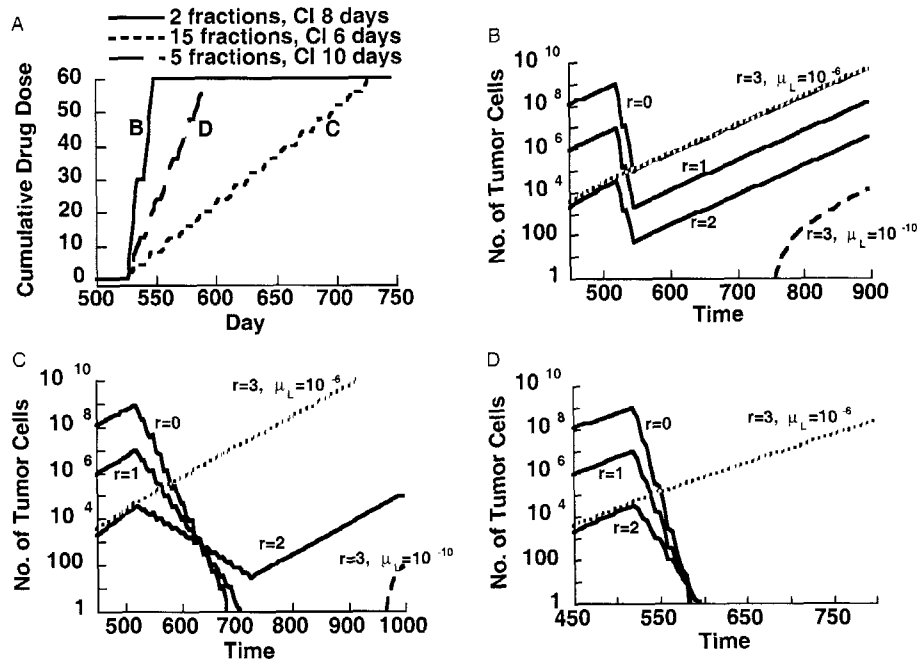 A
2 fractions, CI 8 days
15 fractions, CI 6 days
5 fractions, CI 10 days
Cumulative Drug Dose
60
50
40
30
20
10
0
B
D
C
500 550 600 650 700 750
Day
B
No. of Tumor Cells
10 10
10 8
10 6
10 4
100
1
r=0
r=3, μL=10 -6
r=1
r=2
r=3, μL=10 -10
500 600 700 800 900
Time
C
No. of Tumor Cells
10 10
10 8
10 6
10 4
100
1
r=3, μL=10 -6
r=0
r=1
r=2
r=3, μL=10 -10
500 600 700 800 900 1000
Time
D
No. of Tumor Cells
10 10
10 8
10 6
10 4
100
1
r=0
r=3, μL=10 -6
r=1
r=2
450 550 600 650 750
Time